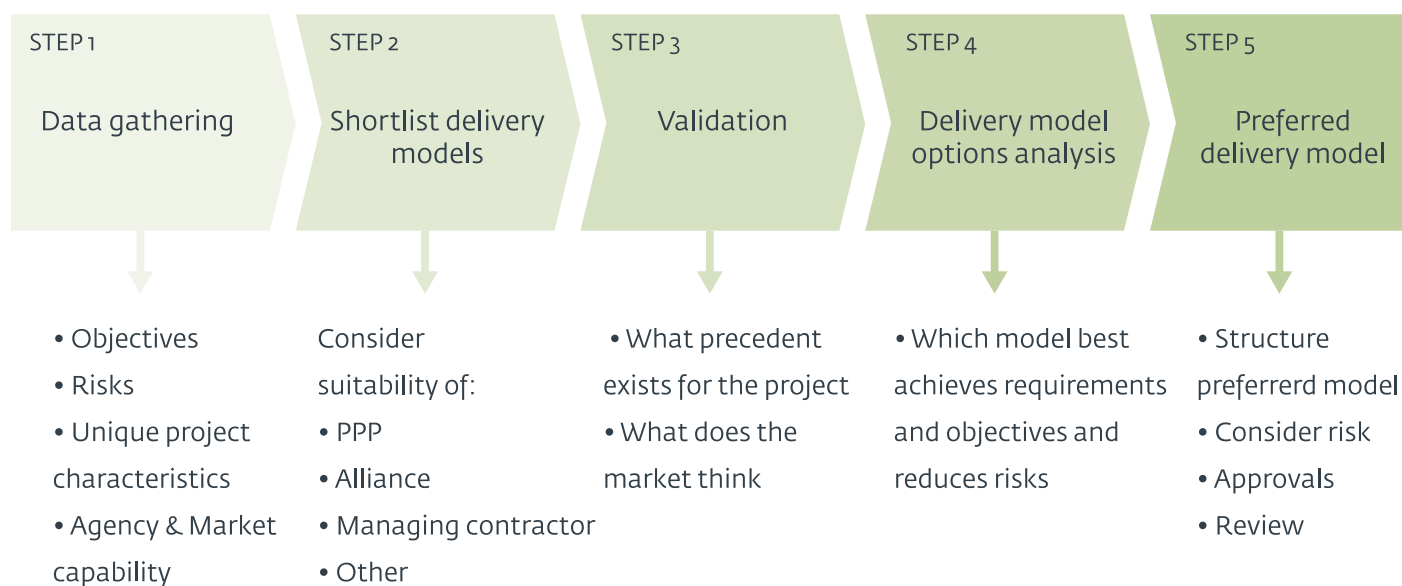 STEP 1
Data gathering
STEP 2
Shortlist delivery
models
STEP 3
Validation
STEP 4
Delivery model
options analysis
STEP 5
Preferred
delivery model
• Objectives
• Risks
• Unique project
characteristics
• Agency & Market
capability
Consider
suitability of:
• PPP
• Alliance
• Managing contractor
• Other
• What precedent
exists for the project
• What does the
market think
• Which model best
achieves requirements
and objectives and
reduces risks
• Structure
preferrerd model
• Consider risk
• Approvals
• Review